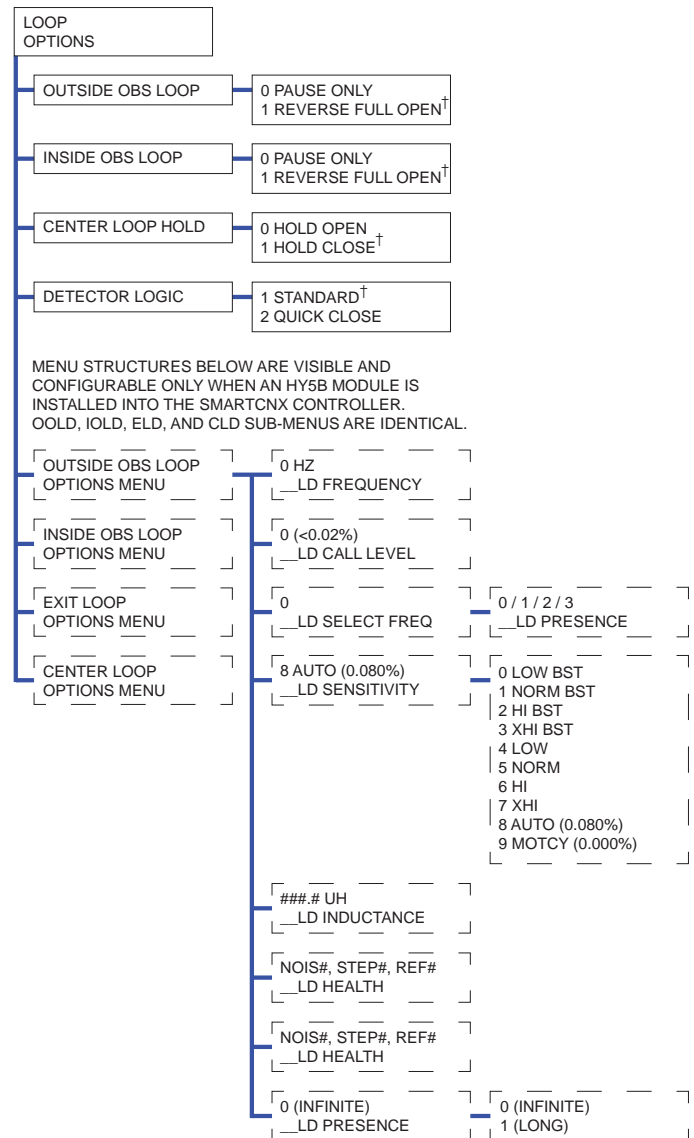 LOOP
OPTIONS
OUTSIDE OBS LOOP
0 PAUSE ONLY
1 REVERSE FULL OPEN†
INSIDE OBS LOOP
0 PAUSE ONLY
1 REVERSE FULL OPEN†
CENTER LOOP HOLD
0 HOLD OPEN
1 HOLD CLOSE†
DETECTOR LOGIC
1 STANDARD†
2 QUICK CLOSE
MENU STRUCTURES BELOW ARE VISIBLE AND
CONFIGURABLE ONLY WHEN AN HY5B MODULE IS
INSTALLED INTO THE SMARTCNX CONTROLLER.
OOLD, IOLD, ELD, AND CLD SUB-MENUS ARE IDENTICAL.
OUTSIDE OBS LOOP
OPTIONS MENU
0 HZ
__LD FREQUENCY
INSIDE OBS LOOP
OPTIONS MENU
0 (<0.02%)
__LD CALL LEVEL
EXIT LOOP
OPTIONS MENU
0
__LD SELECT FREQ
0 / 1 / 2 / 3
__LD PRESENCE
CENTER LOOP
OPTIONS MENU
8 AUTO (0.080%)
__LD SENSITIVITY
0 LOW BST
1 NORM BST
2 HI BST
3 XHI BST
4 LOW
5 NORM
6 HI
7 XHI
8 AUTO (0.080%)
9 MOTCY (0.000%)
###.# UH
__LD INDUCTANCE
NOIS#, STEP#, REF#
__LD HEALTH
NOIS#, STEP#, REF#
__LD HEALTH
0 (INFINITE)
__LD PRESENCE
0 (INFINITE)
1 (LONG)